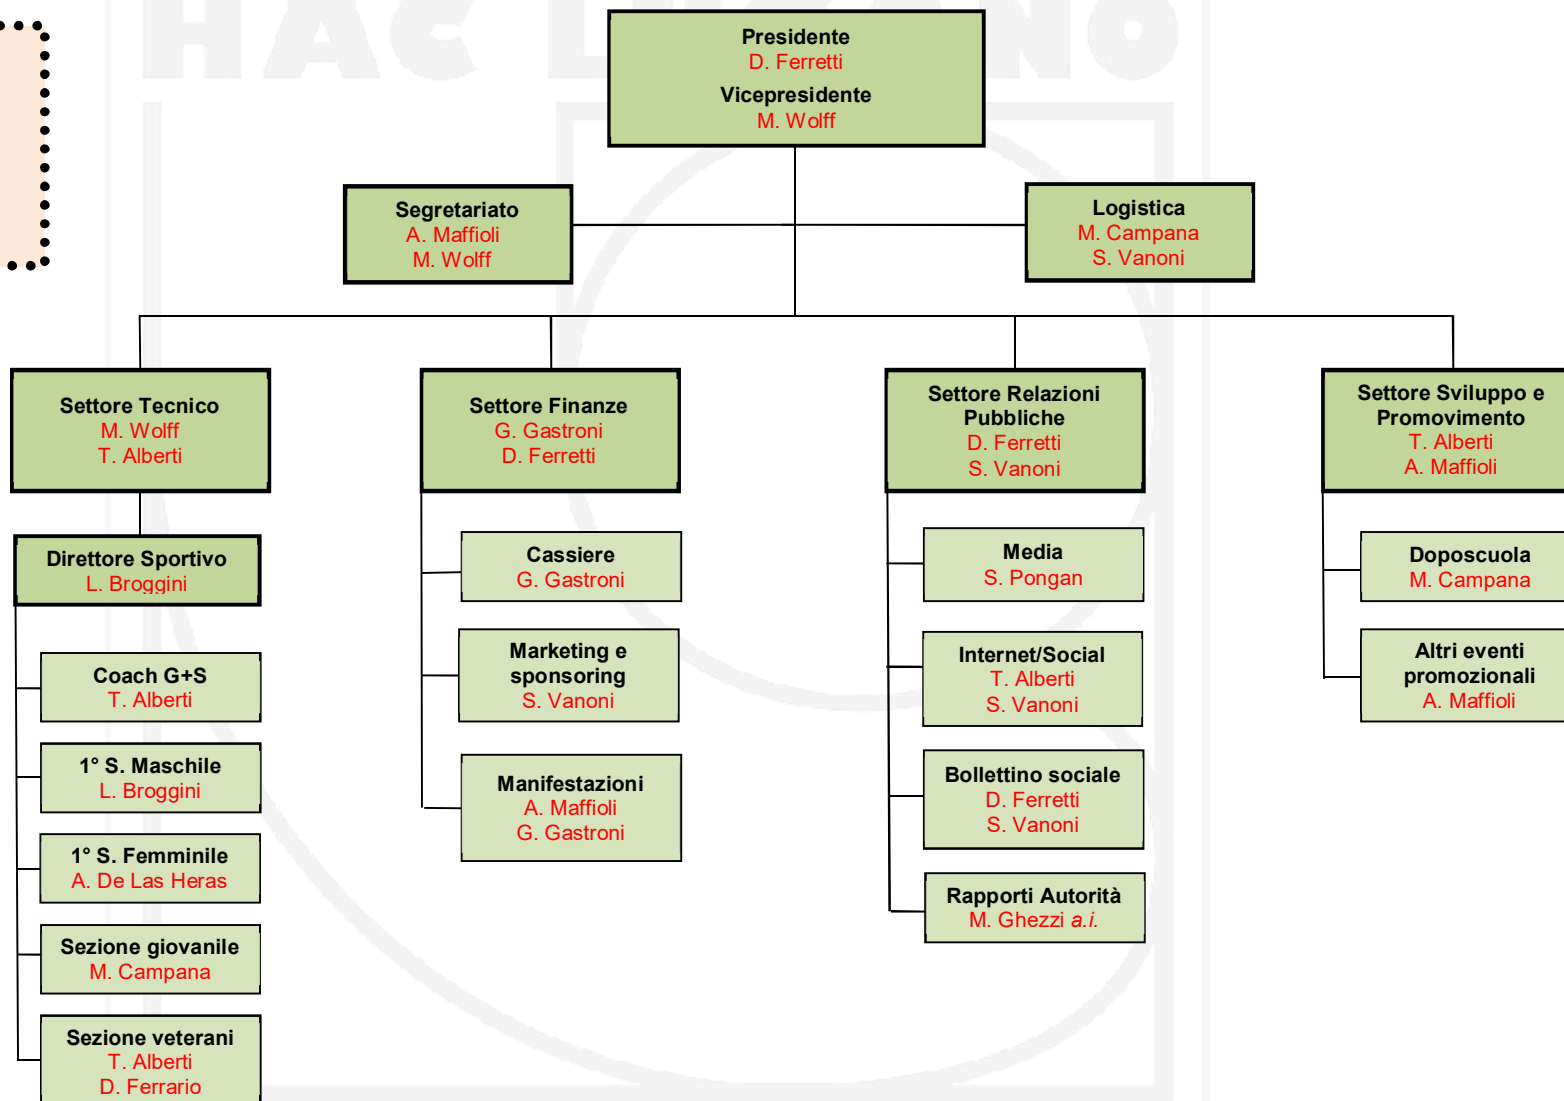 HAC LUGANO
Presidente
D. Ferretti
Vicepresidente
M. Wolff
Segretariato
A. Maffioli
M. Wolff
Logistica
M. Campana
S. Vanoni
Settore Tecnico
M. Wolff
T. Alberti
Settore Finanze
G. Gastroni
D. Ferretti
Settore Relazioni
Pubbliche
D. Ferretti
S. Vanoni
Settore Sviluppo e
Promovimento
T. Alberti
A. Maffioli
Direttore Sportivo
L. Broggini
Coach G+S
T. Alberti
1° S. Maschile
L. Broggini
1° S. Femminile
A. De Las Heras
Sezione giovanile
M. Campana
Sezione veterani
T. Alberti
D. Ferrario
Cassiere
G. Gastroni
Marketing e
sponsoring
S. Vanoni
Manifestazioni
A. Maffioli
G. Gastroni
Media
S. Pongan
Internet/Social
T. Alberti
S. Vanoni
Bollettino sociale
D. Ferretti
S. Vanoni
Rapporti Autorità
M. Ghezzi a.i.
Doposcuola
M. Campana
Altri eventi
promozionali
A. Maffioli